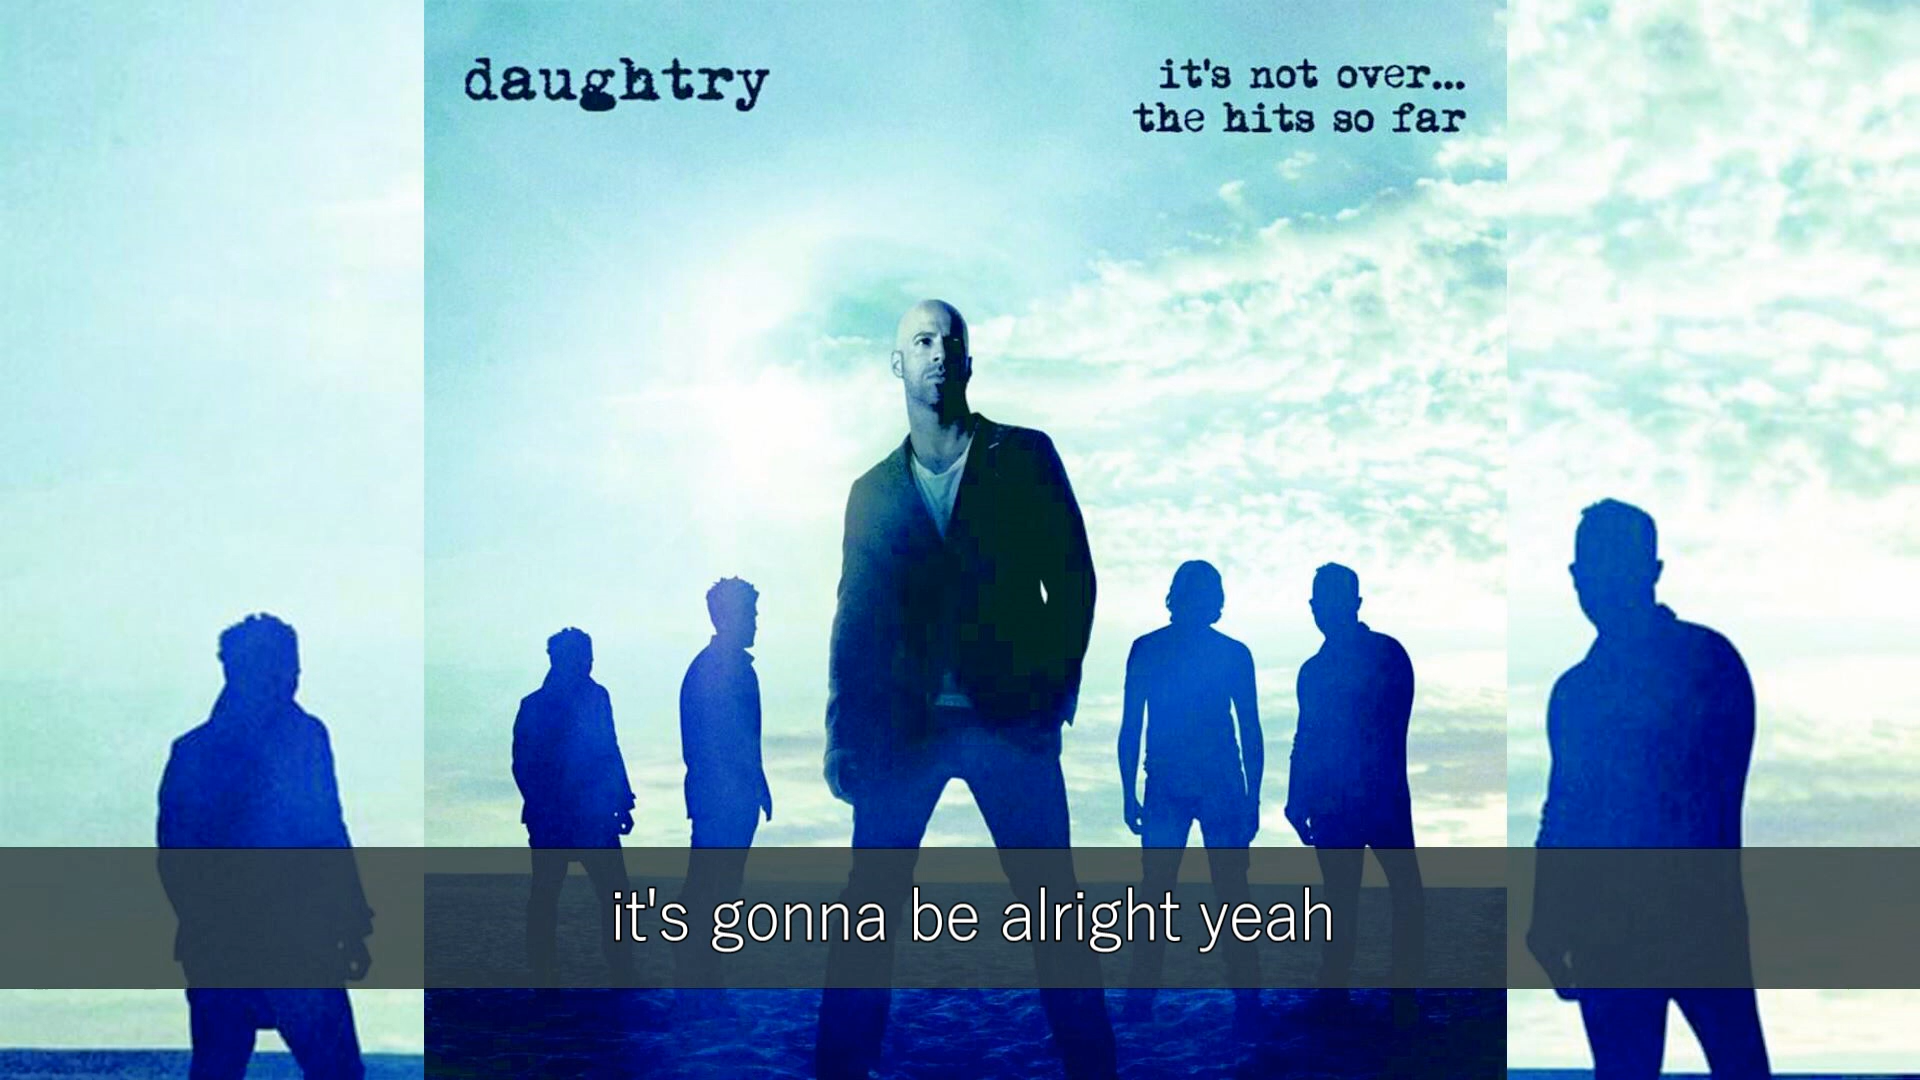 daughtry
it's not over...
the hits so far
it's gonna be alright yeah